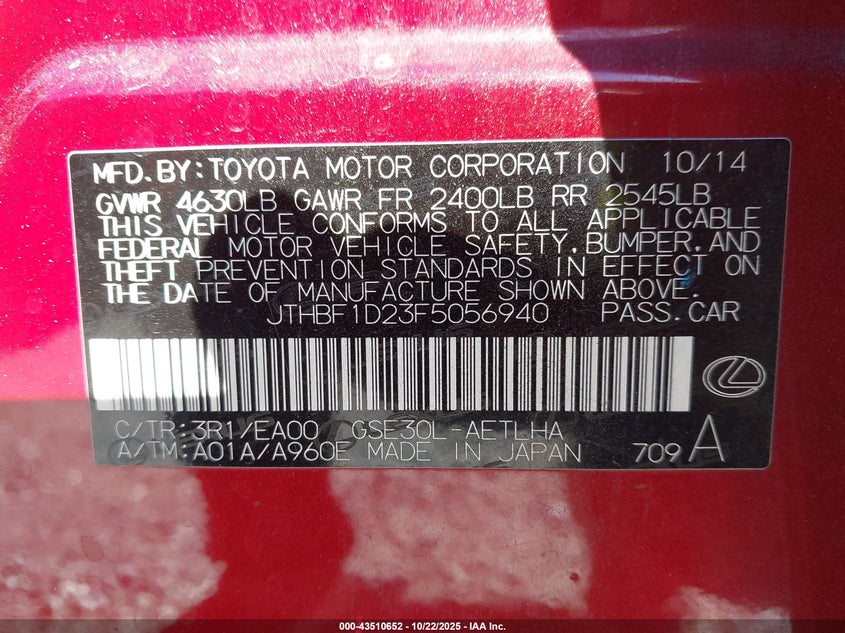 MFD.BY:TOYOTA MOTOR CORPORATION 10/14
GVWR 4630LB GAWR FR 2400LB RR 2545LB
THIS VEHICLE CONFORMS TO ALL APPLICABLE
FEDERAL MOTOR VEHICLE SAFETY,BUMPER,AND
THEFT PREVENTION STANDARDS IN EFFECT ON
THE DATE OF MANUFACTURE SHOWN ABOVE.
JTHBF1D23F5056940 PASS.CAR
C/TR:3R1/EA00 GSE30L-AETLHA
A/TM:A01A/A960E MADE IN JAPAN 709 A
000-43510652 | 10/22/2025 | IAA Inc.